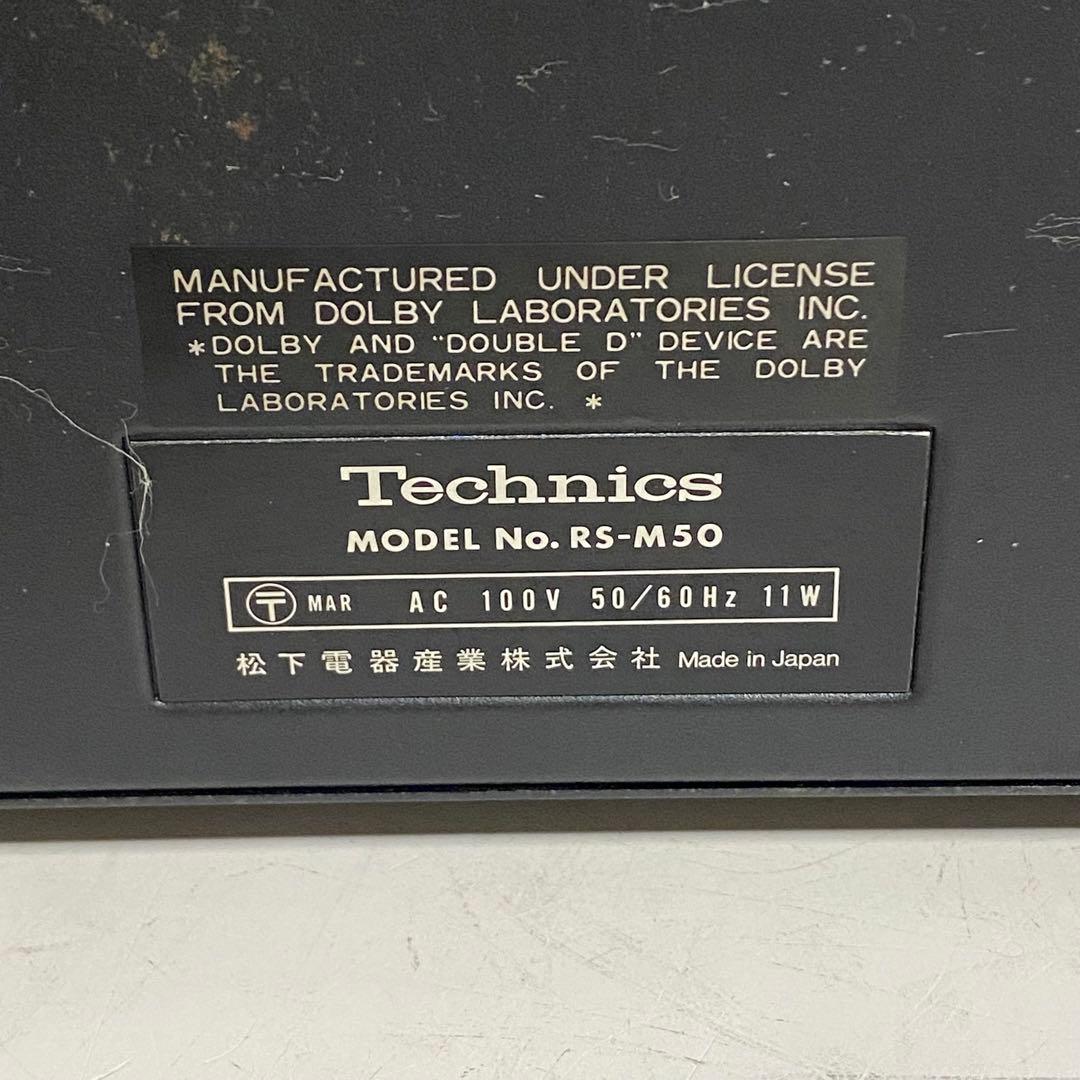 MANUFACTURED UNDER LICENSE
FROM DOLBY LABORATORIES INC.
*DOLBY AND "DOUBLE D" DEVICE ARE
THE TRADEMARKS OF THE DOLBY
LABORATORIES INC. *
Technics
MODEL No. RS-M50
〒 MAR AC 100V 50/60Hz 11W
松下電器産業株式会社 Made in Japan